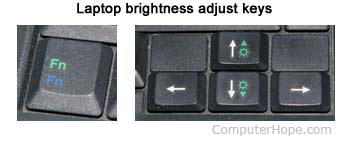 Laptop brightness adjust keys
Fn
Fn
ComputerHope.com